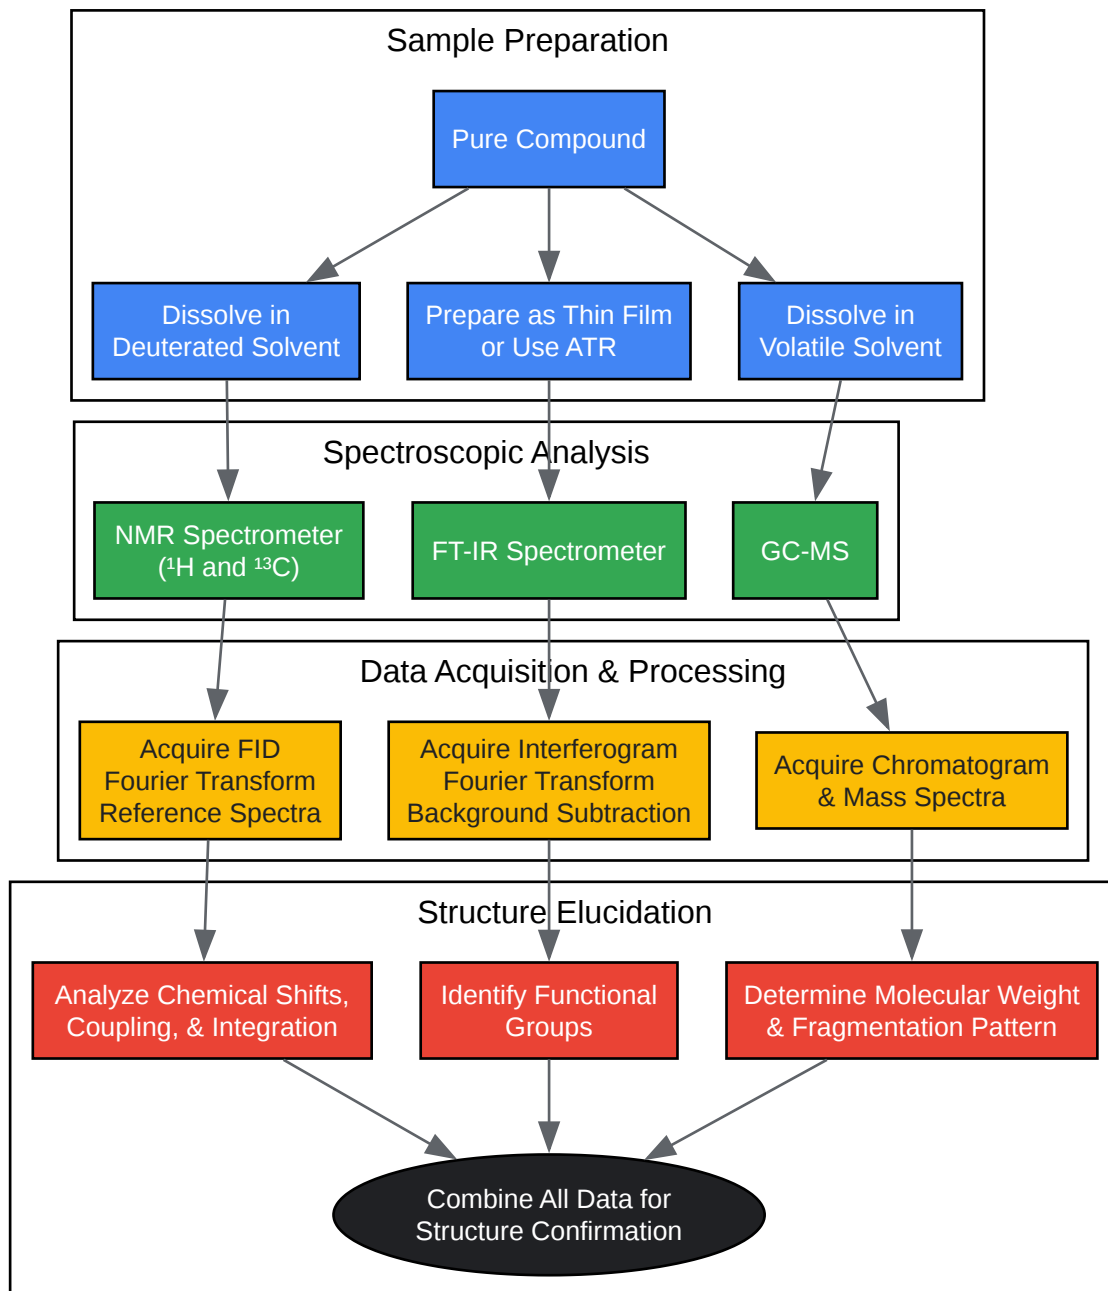 Sample Preparation
Pure Compound
Dissolve in
Deuterated Solvent
Prepare as Thin Film
or Use ATR
Dissolve in
Volatile Solvent
Spectroscopic Analysis
NMR Spectrometer
(¹H and ¹³C)
FT-IR Spectrometer
GC-MS
Data Acquisition & Processing
Acquire FID
Fourier Transform
Reference Spectra
Acquire Interferogram
Fourier Transform
Background Subtraction
Acquire Chromatogram
& Mass Spectra
Structure Elucidation
Analyze Chemical Shifts,
Coupling, & Integration
Identify Functional
Groups
Determine Molecular Weight
& Fragmentation Pattern
Combine All Data for
Structure Confirmation